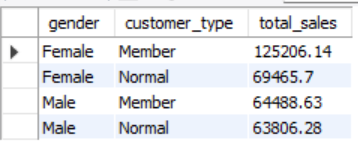 gender customer_type total_sales
Female Member 125206.14
Female Normal 69465.7
Male Member 64488.63
Male Normal 63806.28